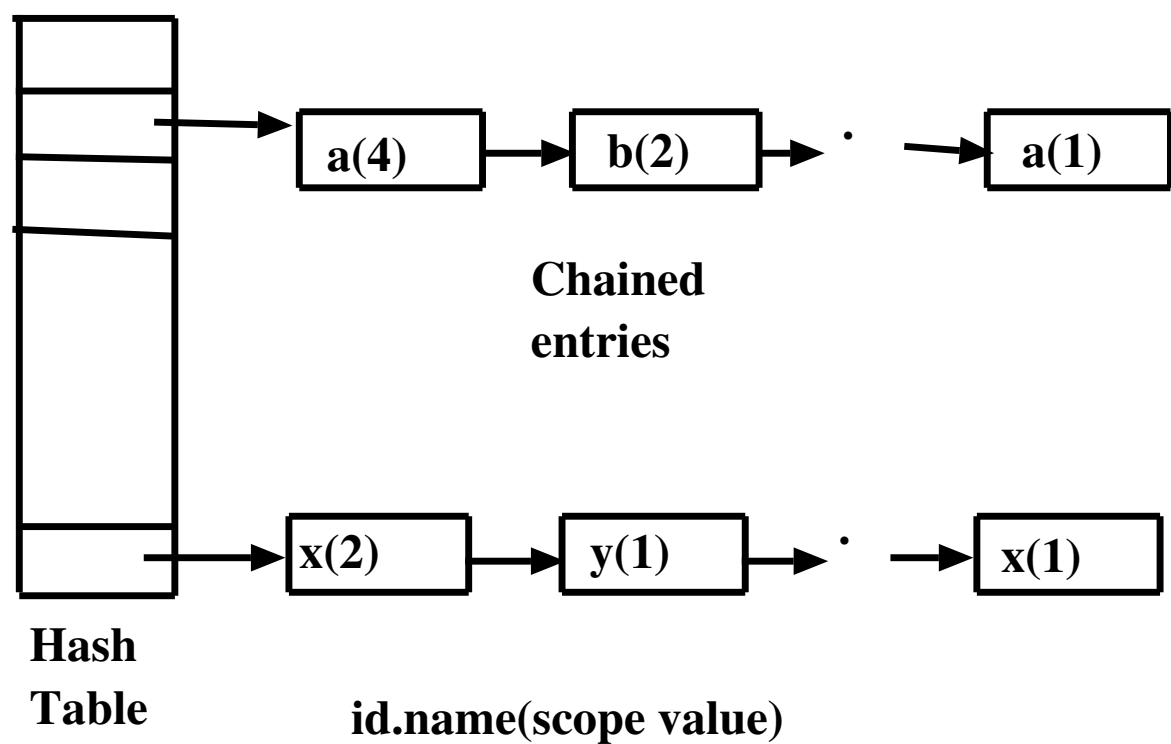 a(4)
b(2)
.
a(1)
Chained
entries
x(2)
y(1)
.
x(1)
Hash
Table
id.name(scope value)